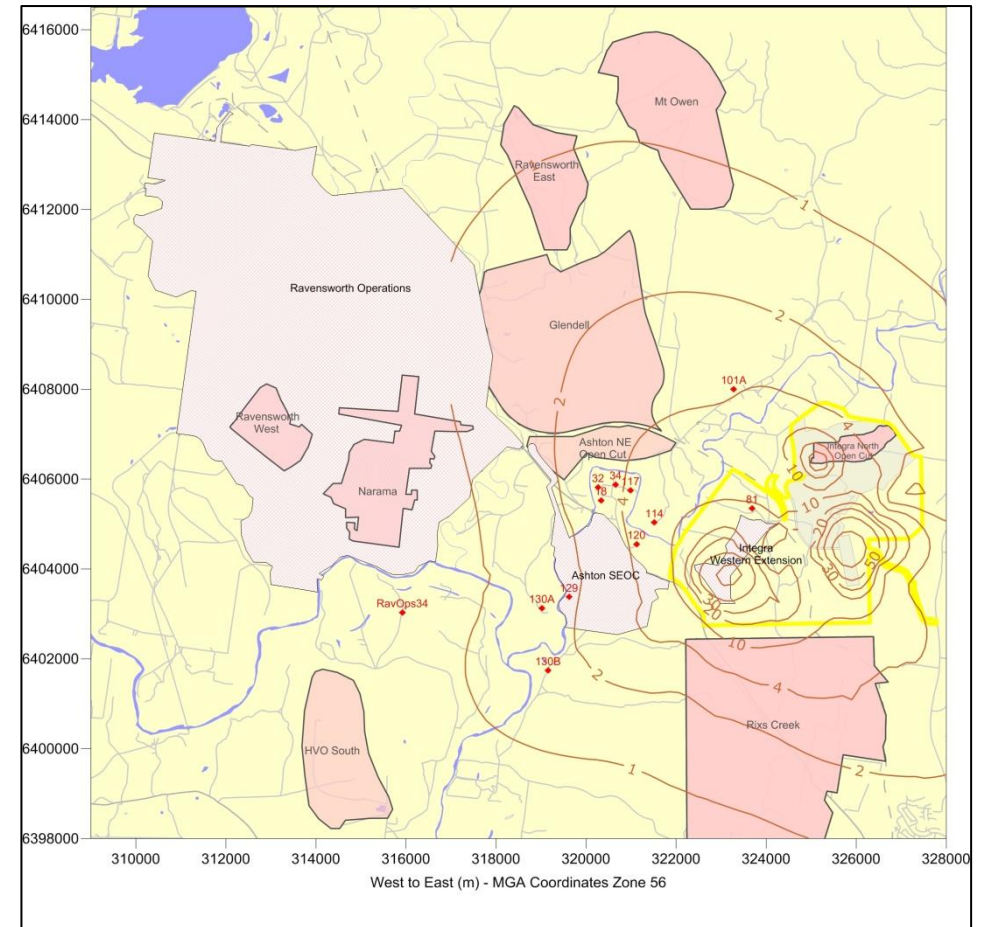 6416000
6414000
6412000
6410000
6408000
6406000
6404000
6402000
6400000
6398000
Mt Owen
Ravensworth
East
1
Ravensworth Operations
Glendell
2
101A
2
Ravensworth
West
Ashton NE
Open Cut
4
Integra North
Open Cut
10
Narama
32
34
117
18
4
114
120
81
10
20
30
50
Integra
Western Extension
Ashton SEOC
129
130A
RavOps34
30
20
10
130B
2
4
Rixs Creek
HVO South
1
2
310000
312000
314000
316000
318000
320000
322000
324000
326000
328000
West to East (m) - MGA Coordinates Zone 56